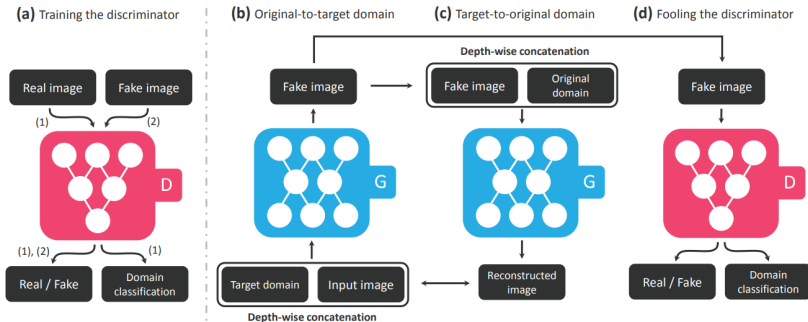 (a) Training the discriminator
(b) Original-to-target domain
(c) Target-to-original domain
(d) Fooling the discriminator
Real image
Fake image
(1)
(2)
D
(1), (2)
(1)
Real / Fake
Domain
classification
Fake image
G
Target domain
Input image
Depth-wise concatenation
Depth-wise concatenation
Fake image
Original
domain
G
Reconstructed
image
Fake image
D
Real / Fake
Domain
classification